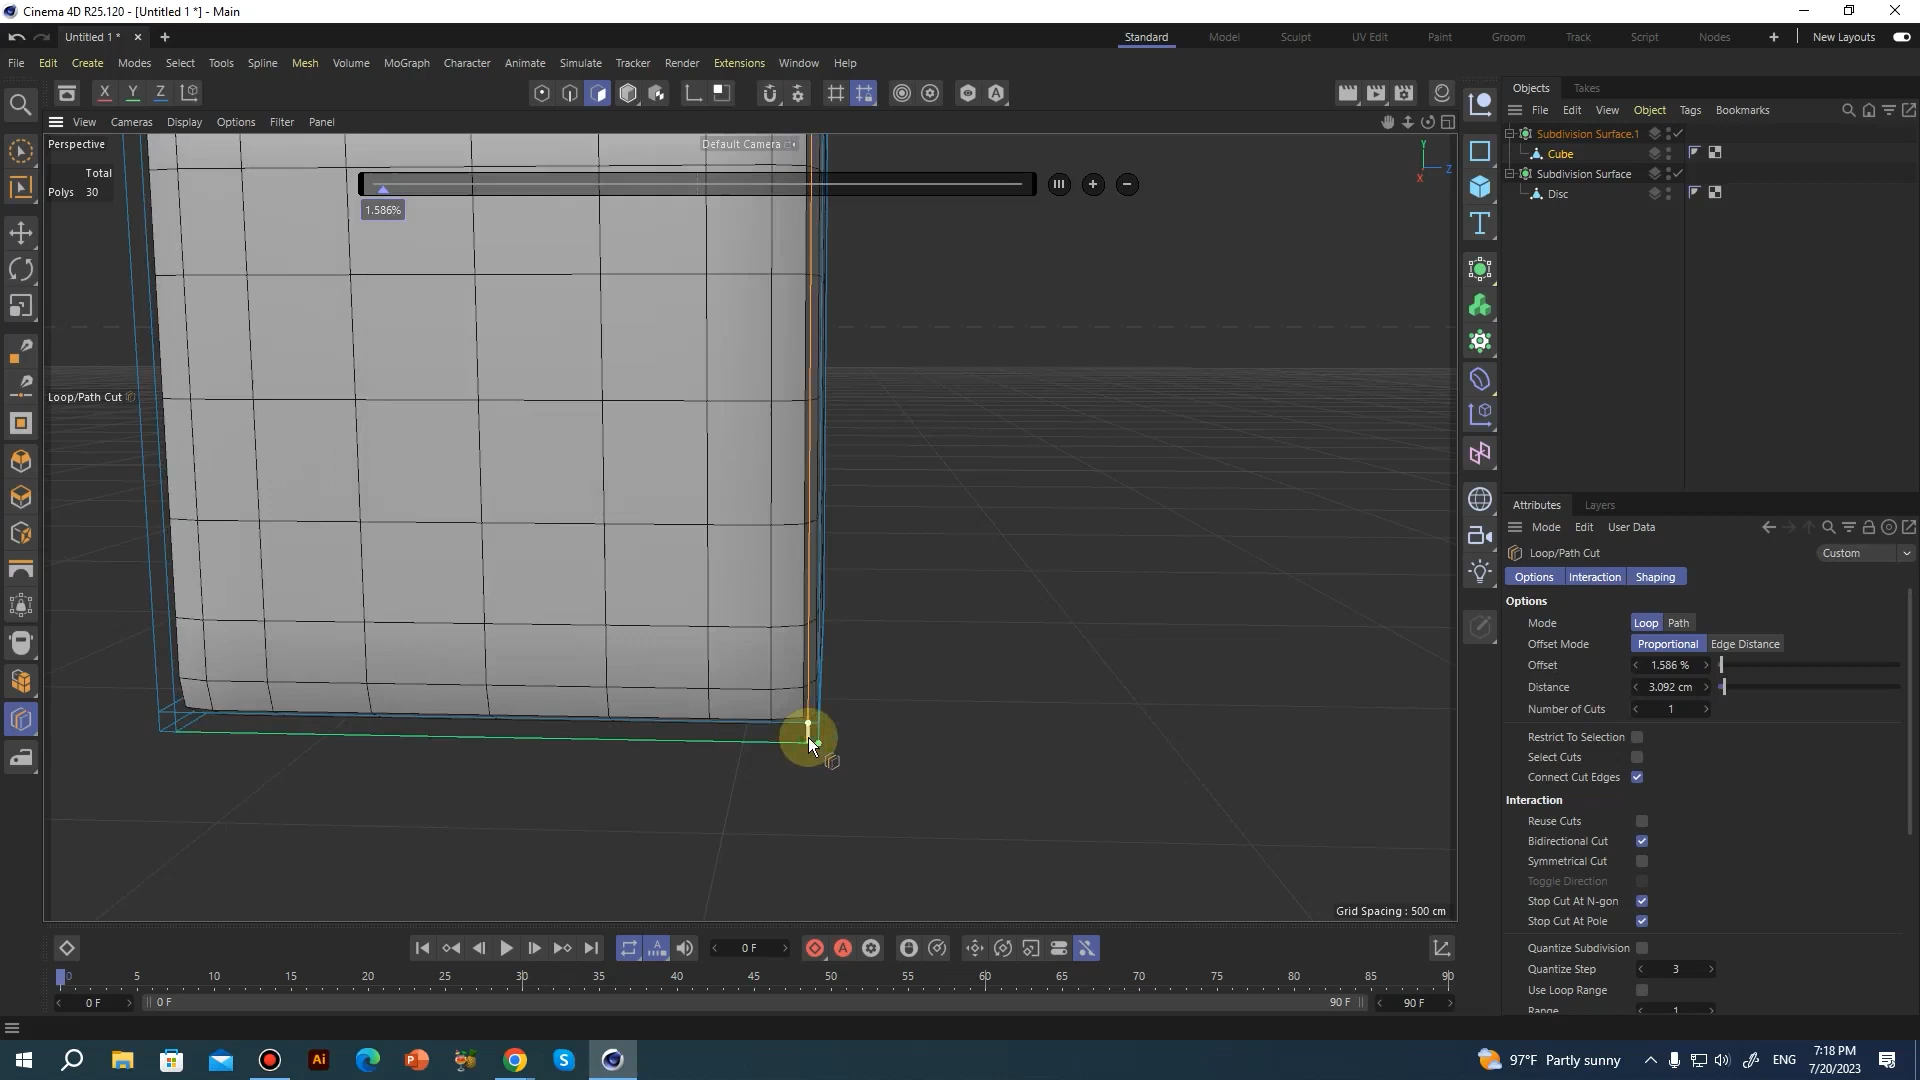 Cinema 4D R25.120 - [Untitled 1 *] - Main
Untitled 1 *
Standard Model Sculpt UV Edit Paint Groom Track Script Nodes New Layouts
File Edit Create Modes Select Tools Spline Mesh Volume MoGraph Character Animate Simulate Tracker Render Extensions Window Help
X Y Z
View Cameras Display Options Filter Panel
Perspective
Default Camera
Total
Polys 30
1.586%
Loop/Path Cut
Y
Z
X
Grid Spacing : 500 cm
Objects Takes
File Edit View Object Tags Bookmarks
Subdivision Surface.1
Cube
Subdivision Surface
Disc
Attributes Layers
Mode Edit User Data
Loop/Path Cut Custom
Options Interaction Shaping
Options
Mode Loop Path
Offset Mode Proportional Edge Distance
Offset 1.586 %
Distance 3.092 cm
Number of Cuts 1
Restrict To Selection
Select Cuts
Connect Cut Edges
Interaction
Reuse Cuts
Bidirectional Cut
Symmetrical Cut
Toggle Direction
Stop Cut At N-gon
Stop Cut At Pole
Quantize Subdivision
Quantize Step 3
Use Loop Range
Range 1
0 F
0 5 10 15 20 25 30 35 40 45 50 55 60 65 70 75 80 85 90
0 F 0 F 90 F 90 F
97°F Partly sunny ENG 7:18 PM
7/20/2023